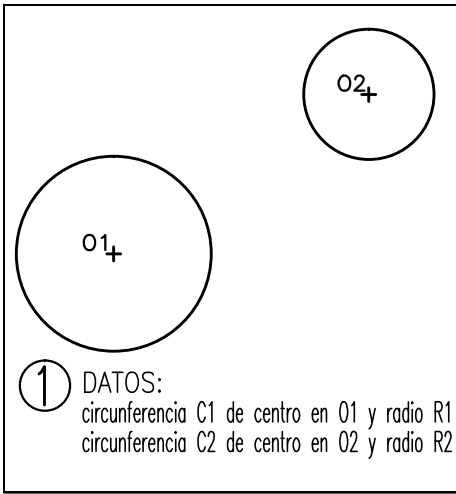 O2
O1
1 DATOS:
circunferencia C1 de centro en O1 y radio R1
circunferencia C2 de centro en O2 y radio R2